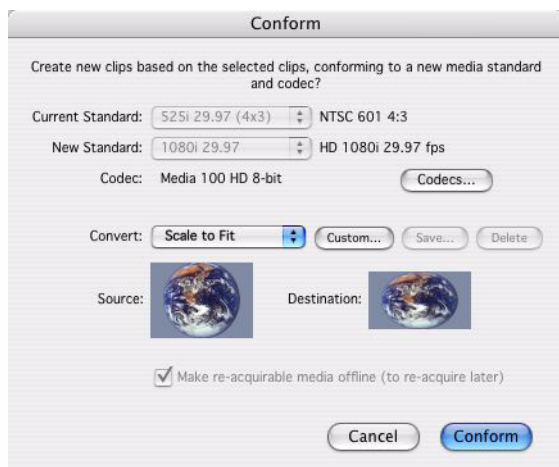 Conform
Create new clips based on the selected clips, conforming to a new media standard
and codec?
Current Standard: 525i 29.97 (4x3) NTSC 601 4:3
New Standard: 1080i 29.97 HD 1080i 29.97 fps
Codec: Media 100 HD 8-bit Codecs...
Convert: Scale to Fit Custom... Save... Delete
Source: Destination:
Make re-acquirable media offline (to re-acquire later)
Cancel Conform